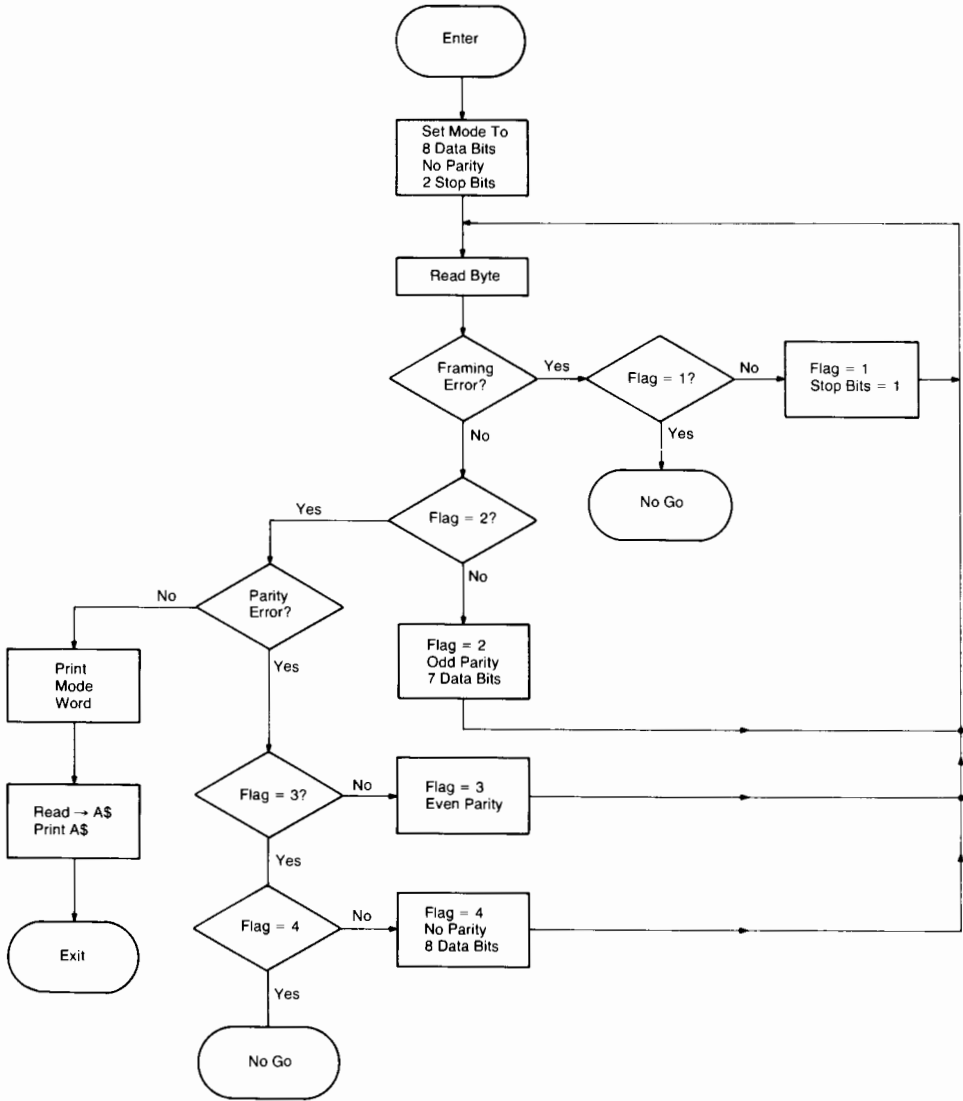 Enter
Set Mode To
8 Data Bits
No Parity
2 Stop Bits
Read Byte
Framing
Error?
Yes
Flag = 1?
No
Flag = 1
Stop Bits = 1
No
Yes
No Go
Yes
Flag = 2?
No
No
Parity
Error?
Yes
Flag = 2
Odd Parity
7 Data Bits
Print
Mode
Word
Flag = 3?
No
Flag = 3
Even Parity
Read → A$
Print A$
Yes
Flag = 4
No
Flag = 4
No Parity
8 Data Bits
Exit
Yes
No Go